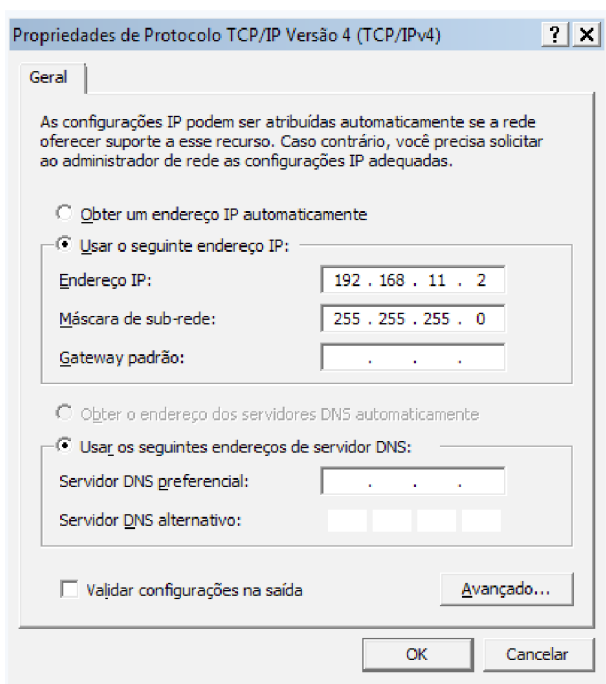 Propriedades de Protocolo TCP/IP Versão 4 (TCP/IPv4)
Geral
As configurações IP podem ser atribuídas automaticamente se a rede
oferecer suporte a esse recurso. Caso contrário, você precisa solicitar
ao administrador de rede as configurações IP adequadas.
Obter um endereço IP automaticamente
Usar o seguinte endereço IP:
Endereço IP: 192 . 168 . 11 . 2
Máscara de sub-rede: 255 . 255 . 255 . 0
Gateway padrão: . . .
Obter o endereço dos servidores DNS automaticamente
Usar os seguintes endereços de servidor DNS:
Servidor DNS preferencial: . . .
Servidor DNS alternativo:
Validar configurações na saída
Avançado...
OK Cancelar